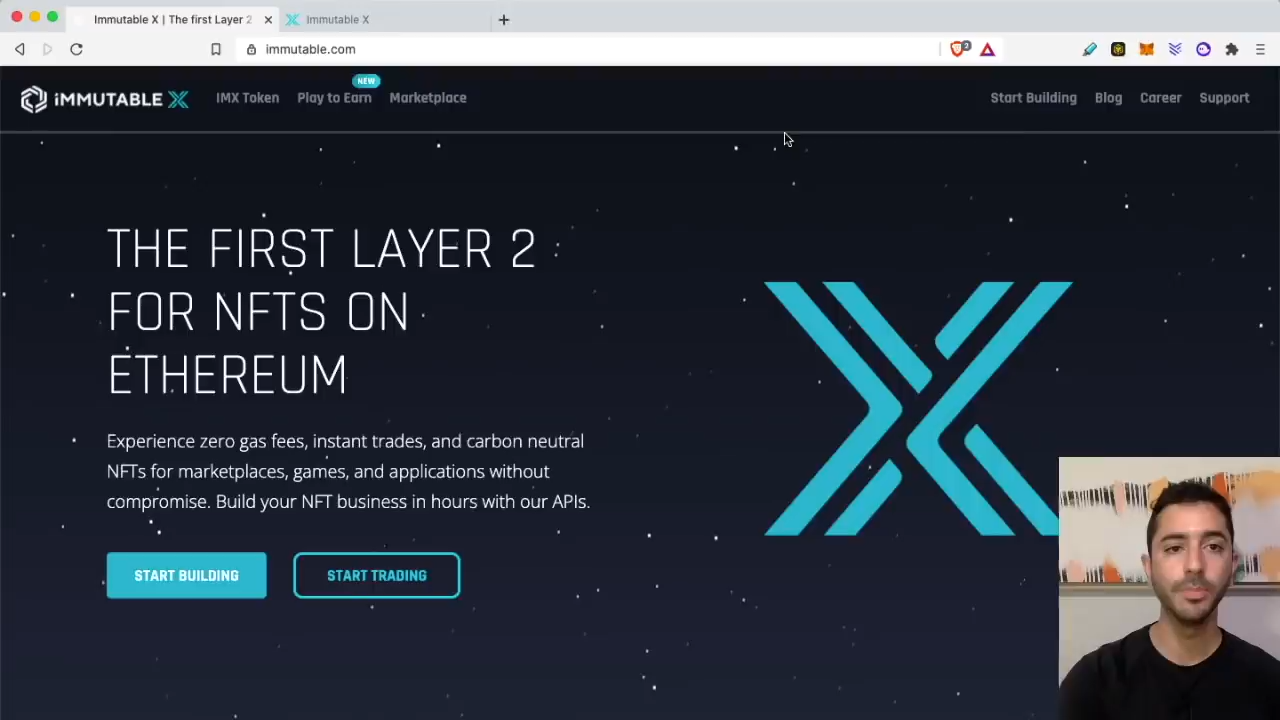 Immutable X | The first Layer 2
Immutable X
immutable.com
2
NEW
iMMUTABLE X
IMX Token
Play to Earn
Marketplace
Start Building
Blog
Career
Support
THE FIRST LAYER 2
FOR NFTS ON
ETHEREUM
Experience zero gas fees, instant trades, and carbon neutral
NFTs for marketplaces, games, and applications without
compromise. Build your NFT business in hours with our APIs.
START BUILDING
START TRADING